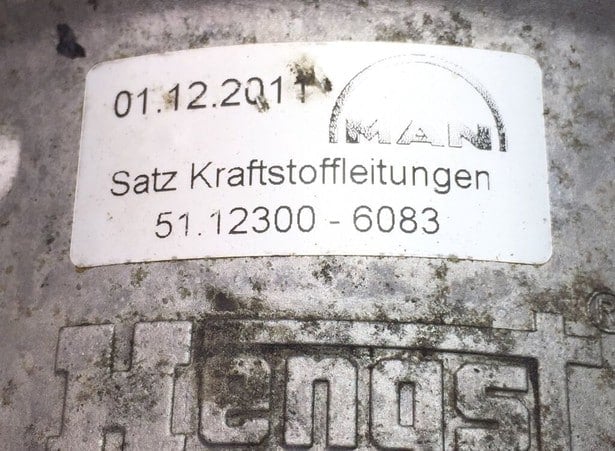 01.12.2011
MAN
Satz Kraftstoffleitungen
51.12300 - 6083
Hengst